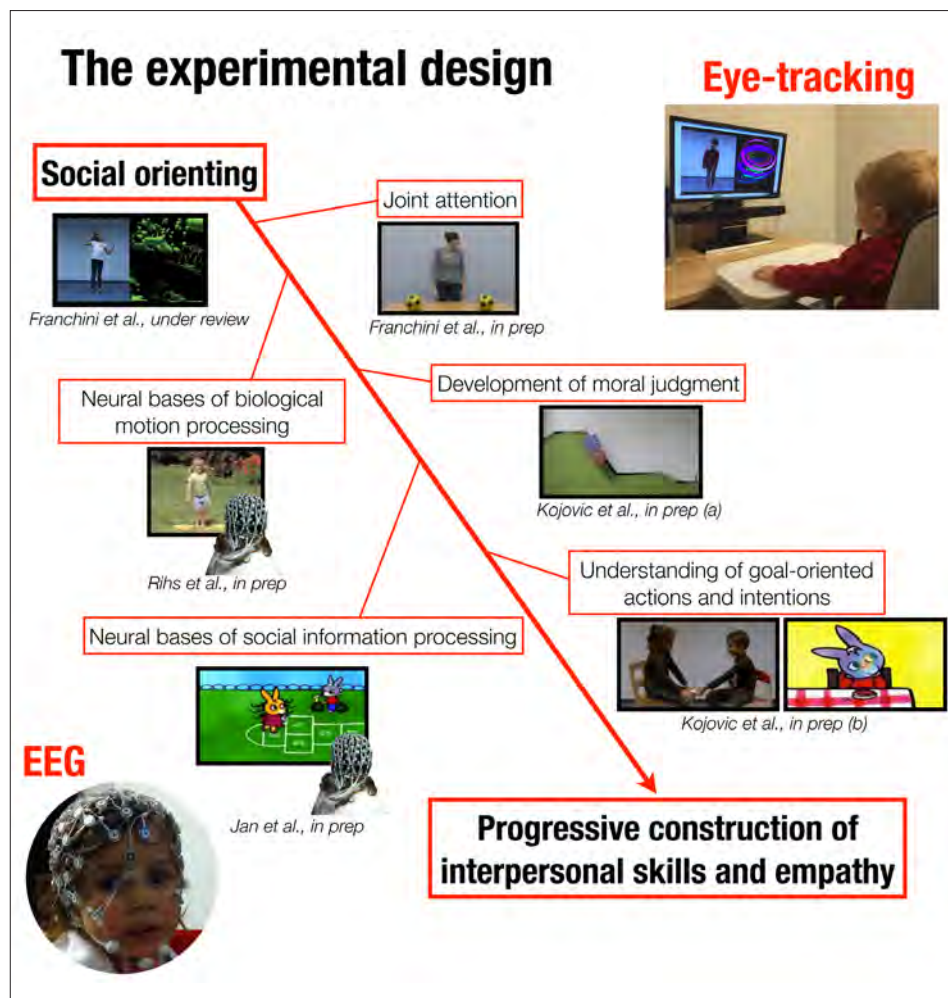 The experimental design
Eye-tracking
Social orienting
Joint attention
Franchini et al., under review
Franchini et al., in prep
Neural bases of biological
motion processing
Development of moral judgment
Kojovic et al., in prep (a)
Rihs et al., in prep
Understanding of goal-oriented
actions and intentions
Neural bases of social information processing
Kojovic et al., in prep (b)
EEG
Jan et al., in prep
Progressive construction of
interpersonal skills and empathy